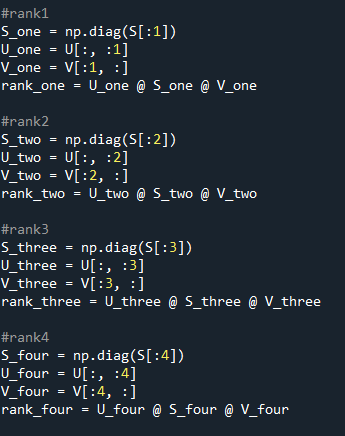 #rank1
S_one = np.diag(S[:1])
U_one = U[:, :1]
V_one = V[:1, :]
rank_one = U_one @ S_one @ V_one
#rank2
S_two = np.diag(S[:2])
U_two = U[:, :2]
V_two = V[:2, :]
rank_two = U_two @ S_two @ V_two
#rank3
S_three = np.diag(S[:3])
U_three = U[:, :3]
V_three = V[:3, :]
rank_three = U_three @ S_three @ V_three
#rank4
S_four = np.diag(S[:4])
U_four = U[:, :4]
V_four = V[:4, :]
rank_four = U_four @ S_four @ V_four